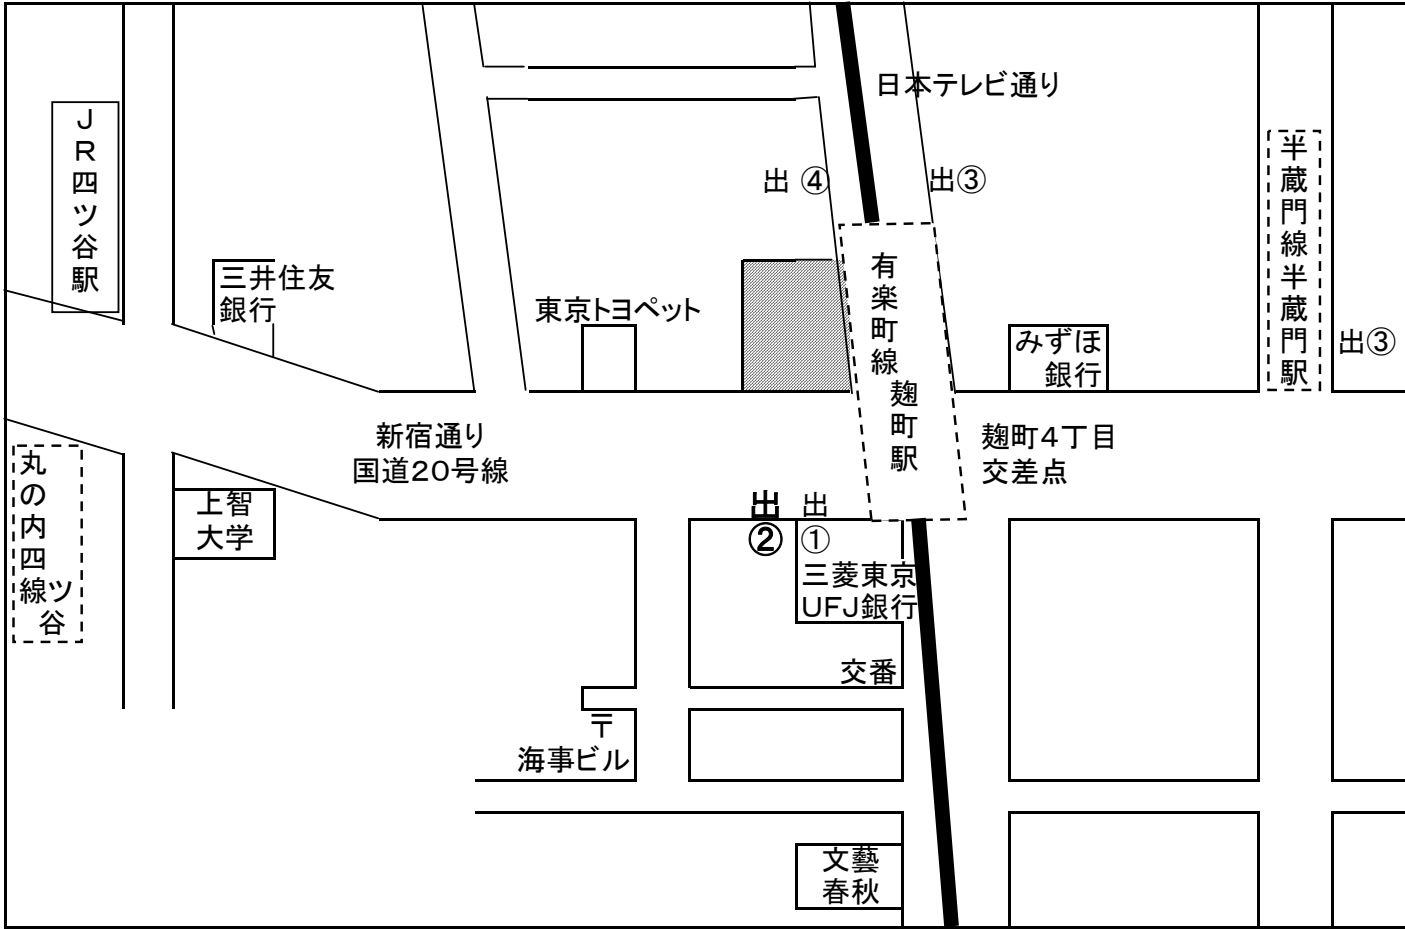 日本テレビ通り
JR四ツ谷駅
出 ④
出③
半蔵門線半蔵門駅
三井住友
銀行
東京トヨペット
有楽町線
麹町駅
みずほ
銀行
出③
新宿通り
国道20号線
麹町4丁目
交差点
丸の内線
四ツ谷
上智
大学
出
②
出
①
三菱東京
UFJ銀行
交番
〒
海事ビル
文藝
春秋